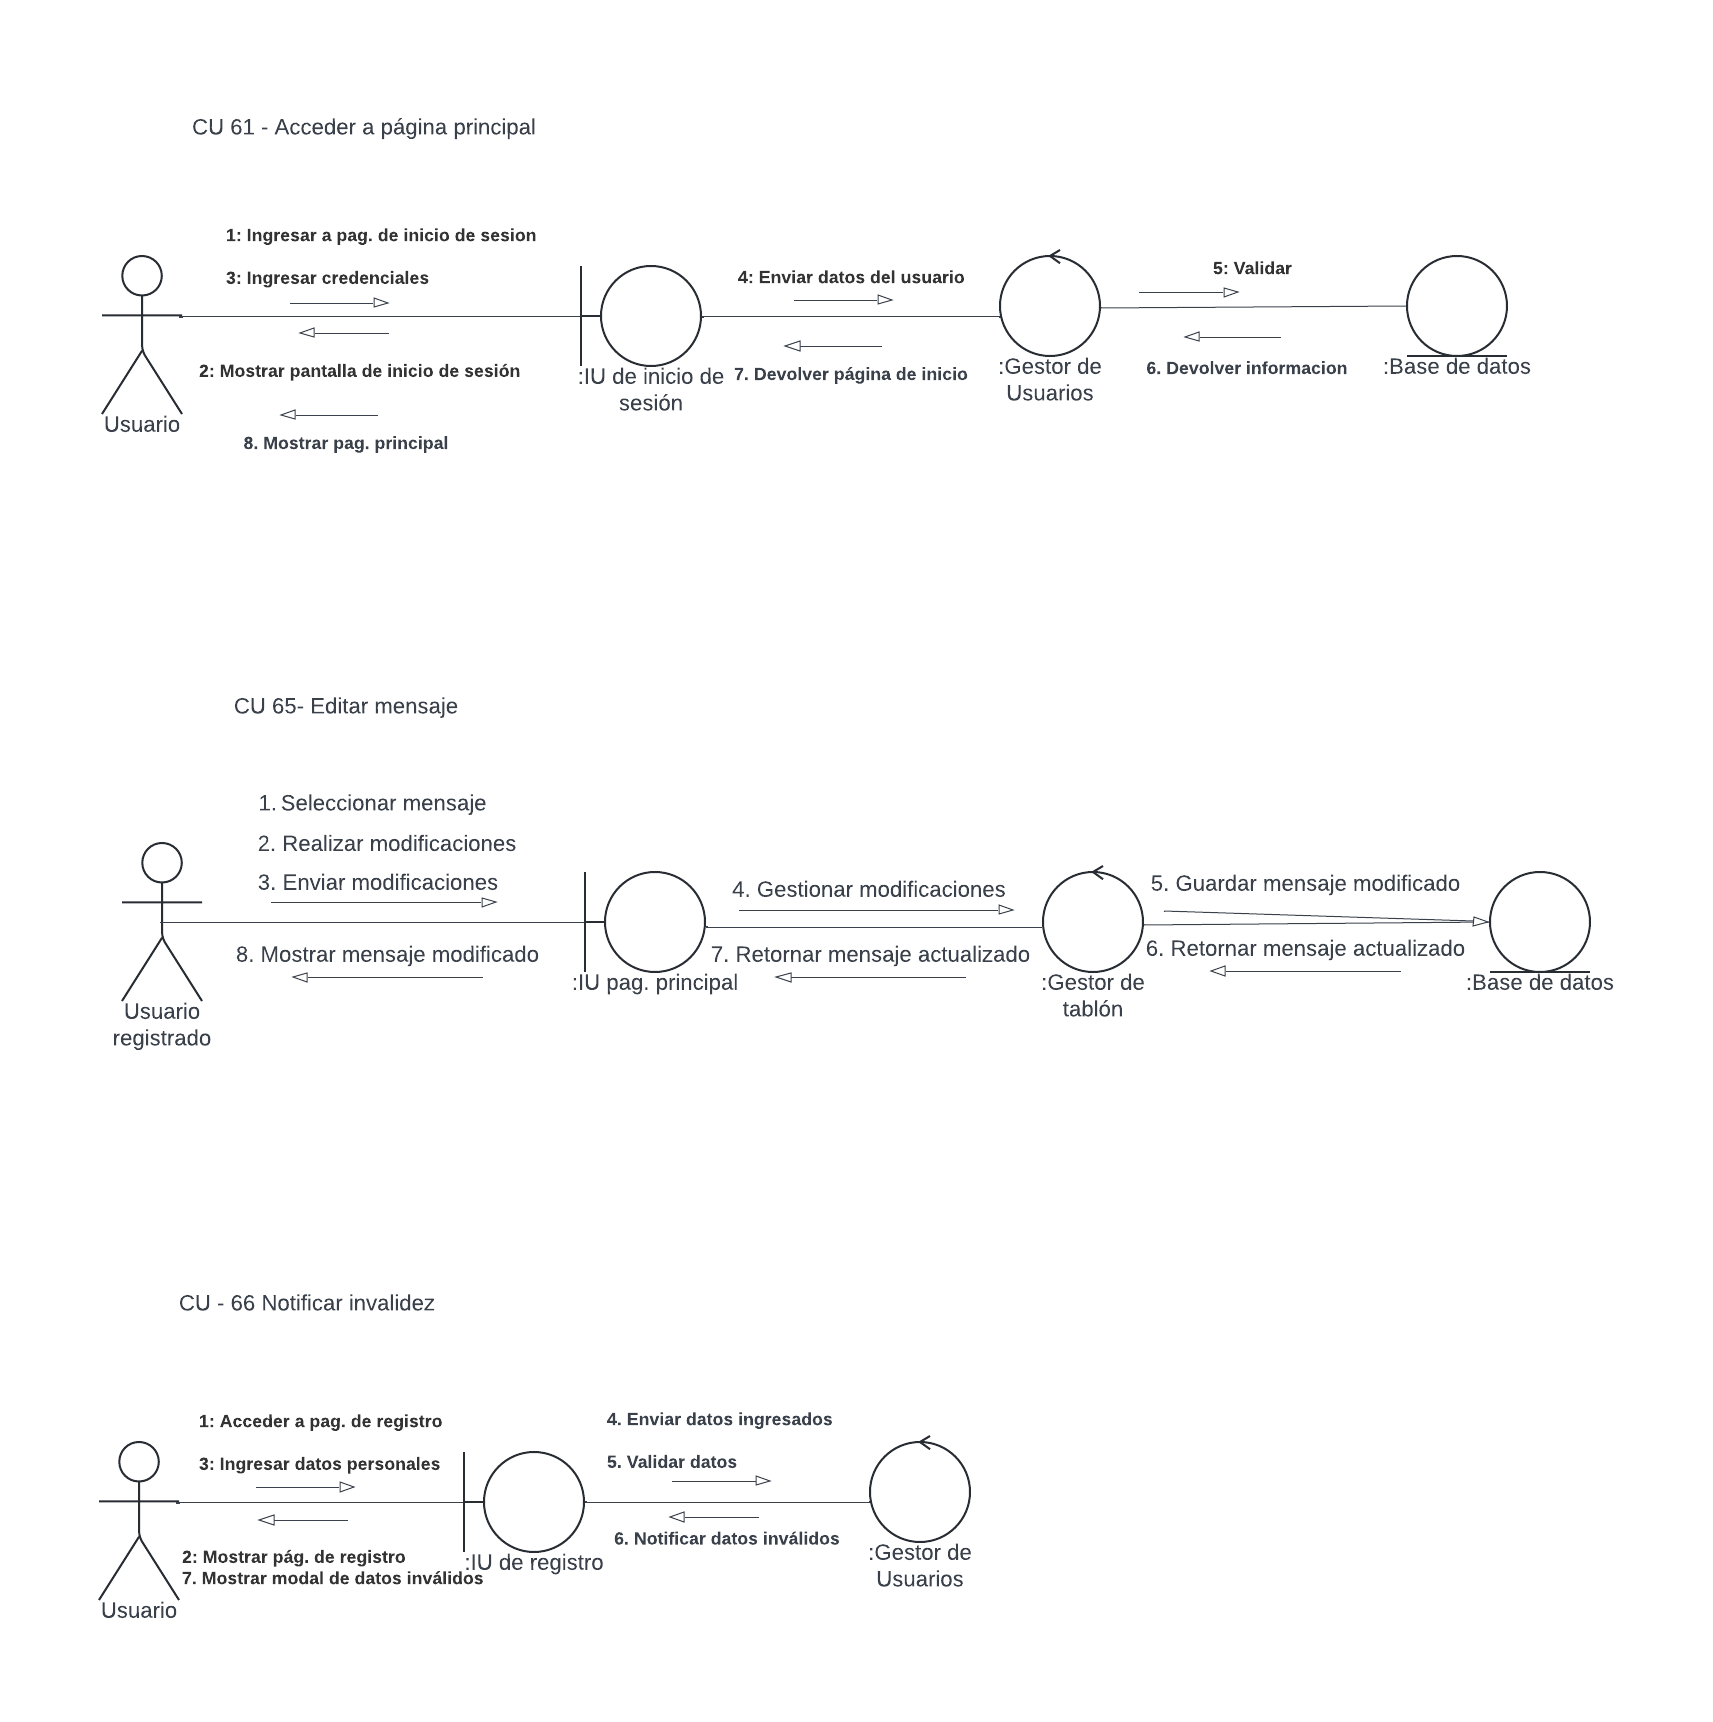 CU 61 - Acceder a página principal
1: Ingresar a pag. de inicio de sesion
3: Ingresar credenciales
4: Enviar datos del usuario
5: Validar
2: Mostrar pantalla de inicio de sesión
:IU de inicio de
sesión
7. Devolver página de inicio
:Gestor de
Usuarios
6. Devolver informacion
:Base de datos
Usuario
8. Mostrar pag. principal
CU 65- Editar mensaje
1. Seleccionar mensaje
2. Realizar modificaciones
3. Enviar modificaciones
4. Gestionar modificaciones
5. Guardar mensaje modificado
8. Mostrar mensaje modificado
7. Retornar mensaje actualizado
6. Retornar mensaje actualizado
:IU pag. principal
:Gestor de
tablón
:Base de datos
Usuario
registrado
CU - 66 Notificar invalidez
1: Acceder a pag. de registro
4. Enviar datos ingresados
3: Ingresar datos personales
5. Validar datos
6. Notificar datos inválidos
2: Mostrar pág. de registro
7. Mostrar modal de datos inválidos
:IU de registro
:Gestor de
Usuarios
Usuario